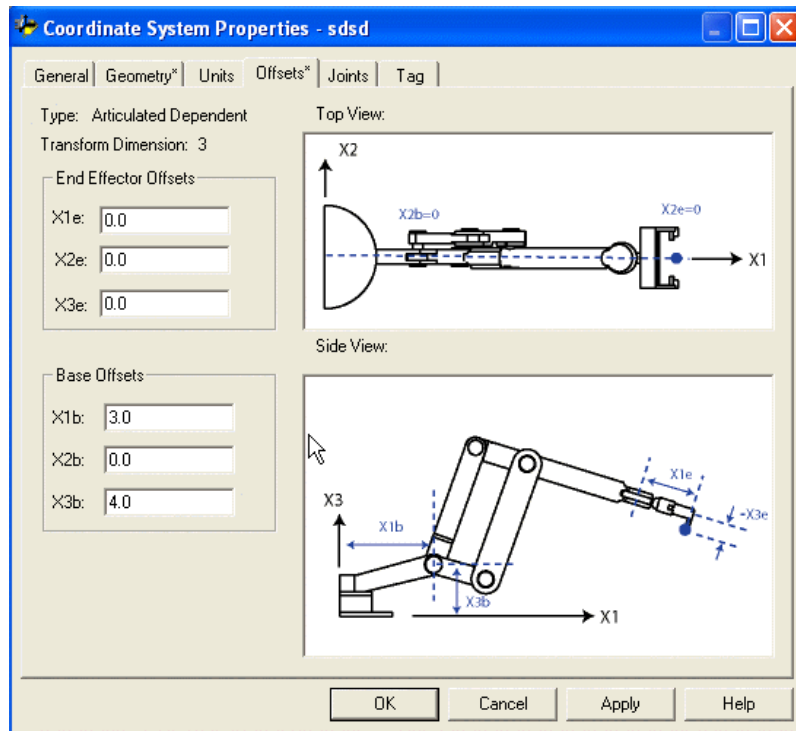 Coordinate System Properties - sdsd
General Geometry* Units Offsets* Joints Tag
Type: Articulated Dependent
Transform Dimension: 3
End Effector Offsets
X1e: 0.0
X2e: 0.0
X3e: 0.0
Base Offsets
X1b: 3.0
X2b: 0.0
X3b: 4.0
Top View:
X2
X2b=0
X2e=0
X1
Side View:
X1e
X3
X1b
-X3e
X3b
X1
OK Cancel Apply Help